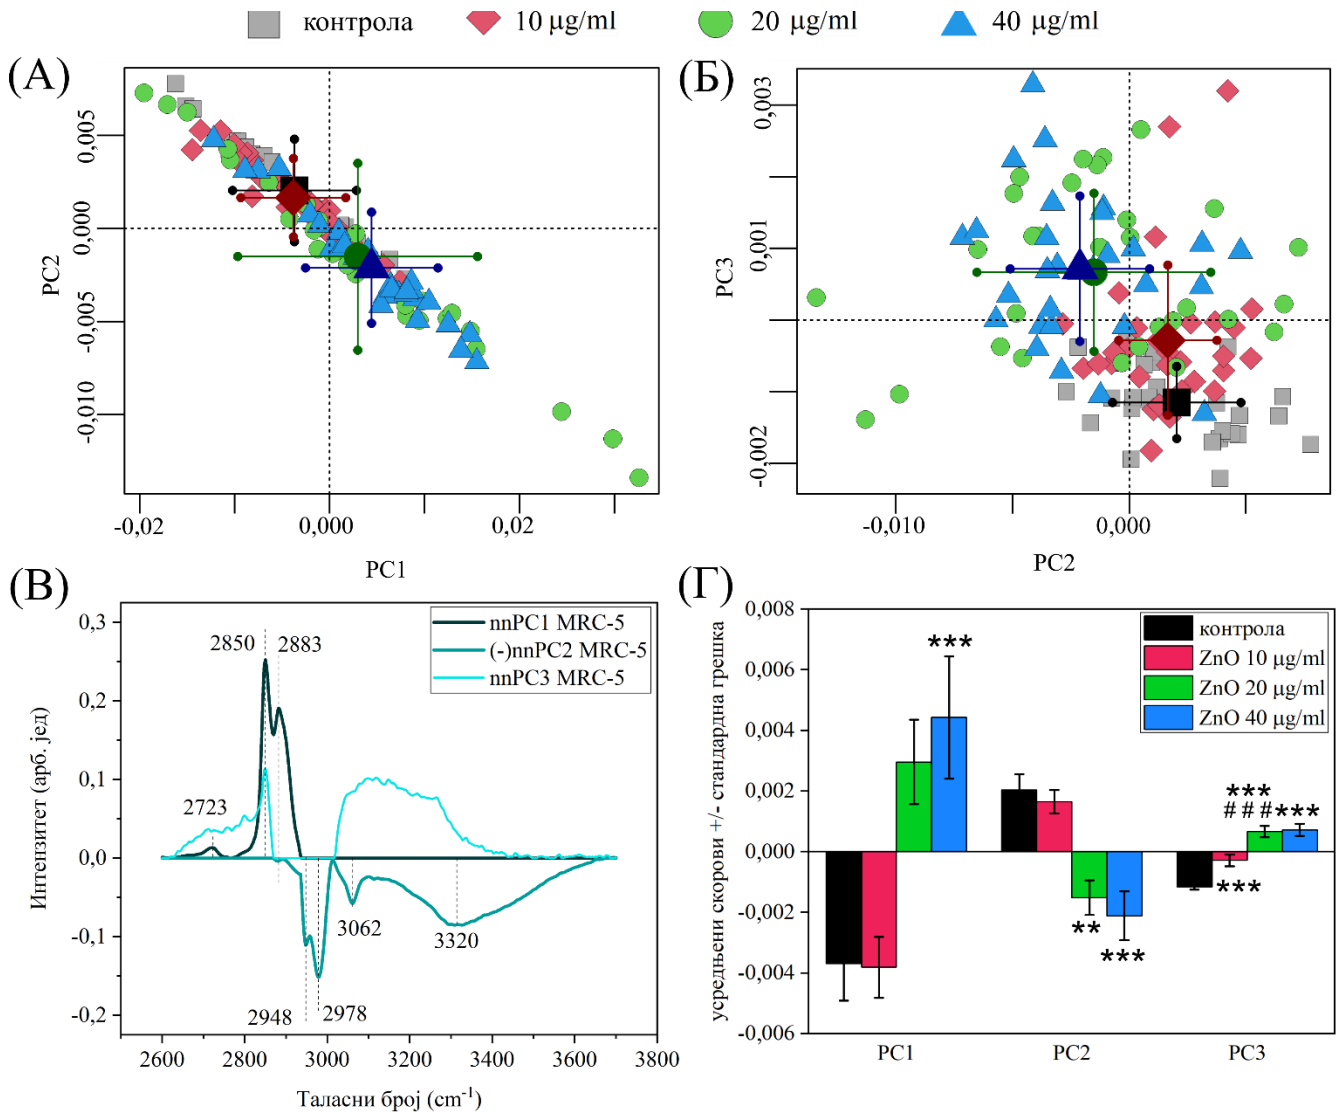 контрола 10 µg/ml 20 µg/ml 40 µg/ml
(А)
0,005
0,000
-0,005
-0,010
PC2
-0,02 0,000 0,02
PC1
(Б)
0,003
0,001
-0,002
PC3
-0,010 0,000
PC2
(В)
0,3
0,2
0,1
0,0
-0,1
-0,2
Интензитет (арб. јед)
nnPC1 MRC-5
(-)nnPC2 MRC-5
nnPC3 MRC-5
2850 2883
2723
3062
3320
2948 2978
2600 2800 3000 3200 3400 3600 3800
Таласни број (cm⁻¹)
(Г)
0,008
0,006
0,004
0,002
0,000
-0,002
-0,004
-0,006
усредњени скорови +/- стандардна грешка
контрола
ZnO 10 µg/ml
ZnO 20 µg/ml
ZnO 40 µg/ml
***
***
###
***
***
**
***
PC1 PC2 PC3